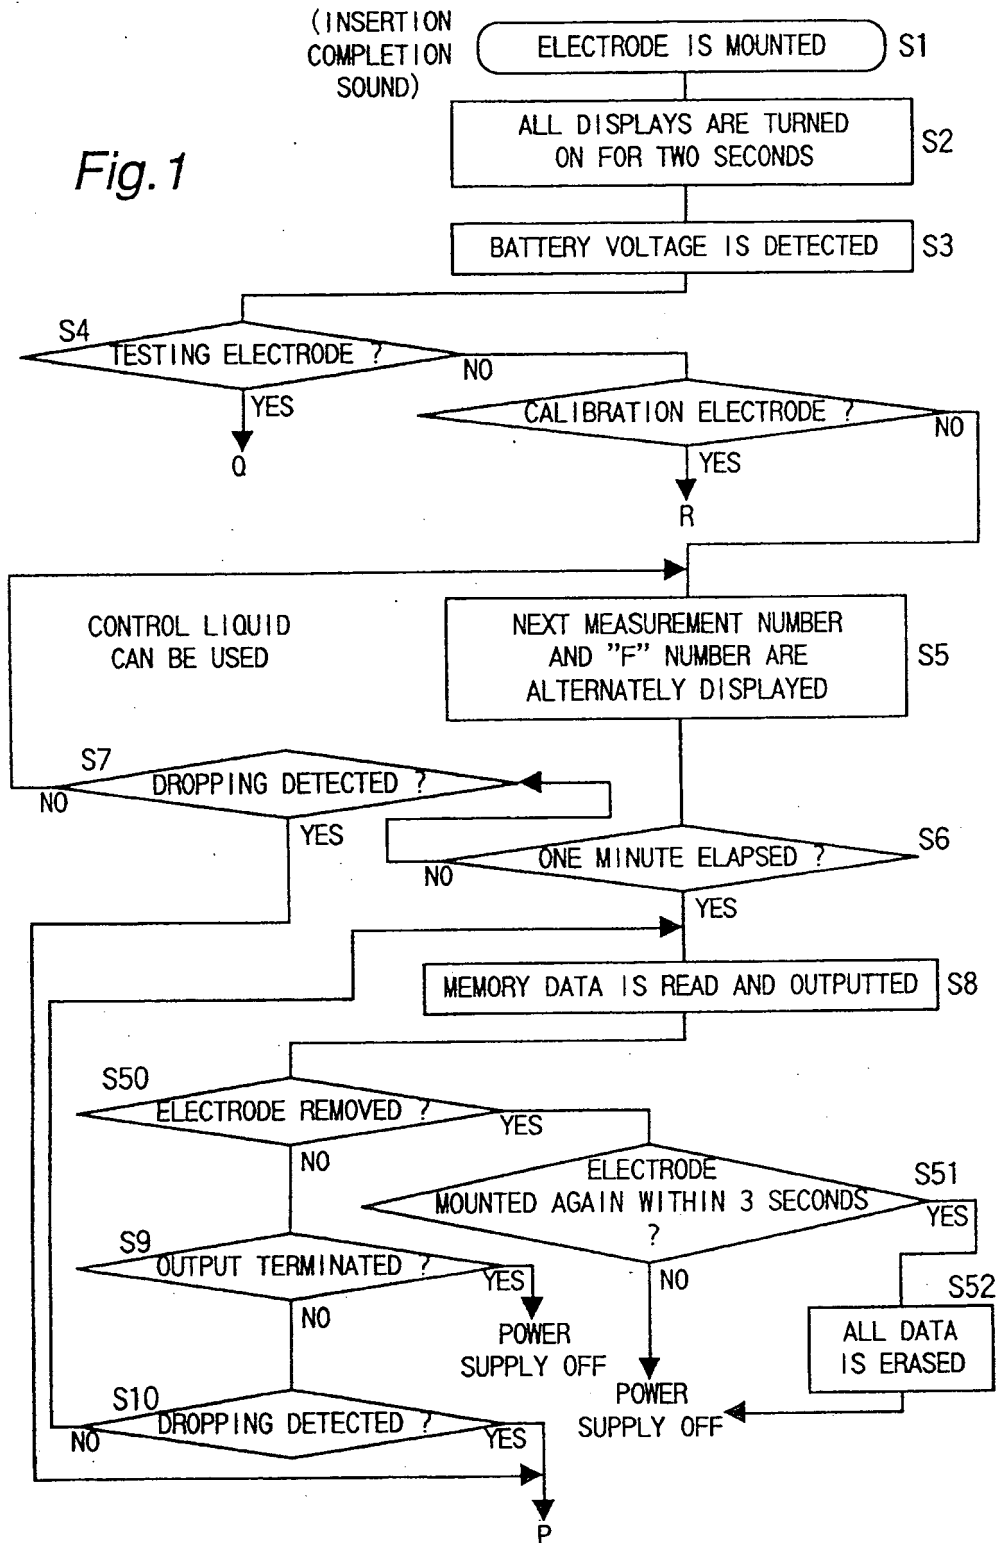 (INSERTION
COMPLETION
SOUND)
ELECTRODE IS MOUNTED
S1
ALL DISPLAYS ARE TURNED
ON FOR TWO SECONDS
S2
Fig.1
BATTERY VOLTAGE IS DETECTED
S3
S4
TESTING ELECTRODE ?
NO
YES
Q
CALIBRATION ELECTRODE ?
NO
YES
R
CONTROL LIQUID
CAN BE USED
NEXT MEASUREMENT NUMBER
AND "F" NUMBER ARE
ALTERNATELY DISPLAYED
S5
S7
DROPPING DETECTED ?
NO
YES
S6
ONE MINUTE ELAPSED ?
NO
YES
MEMORY DATA IS READ AND OUTPUTTED
S8
S50
ELECTRODE REMOVED ?
YES
NO
S51
ELECTRODE
MOUNTED AGAIN WITHIN 3 SECONDS
?
YES
NO
S9
OUTPUT TERMINATED ?
YES
NO
POWER
SUPPLY OFF
S52
ALL DATA
IS ERASED
POWER
SUPPLY OFF
S10
DROPPING DETECTED ?
NO
YES
P